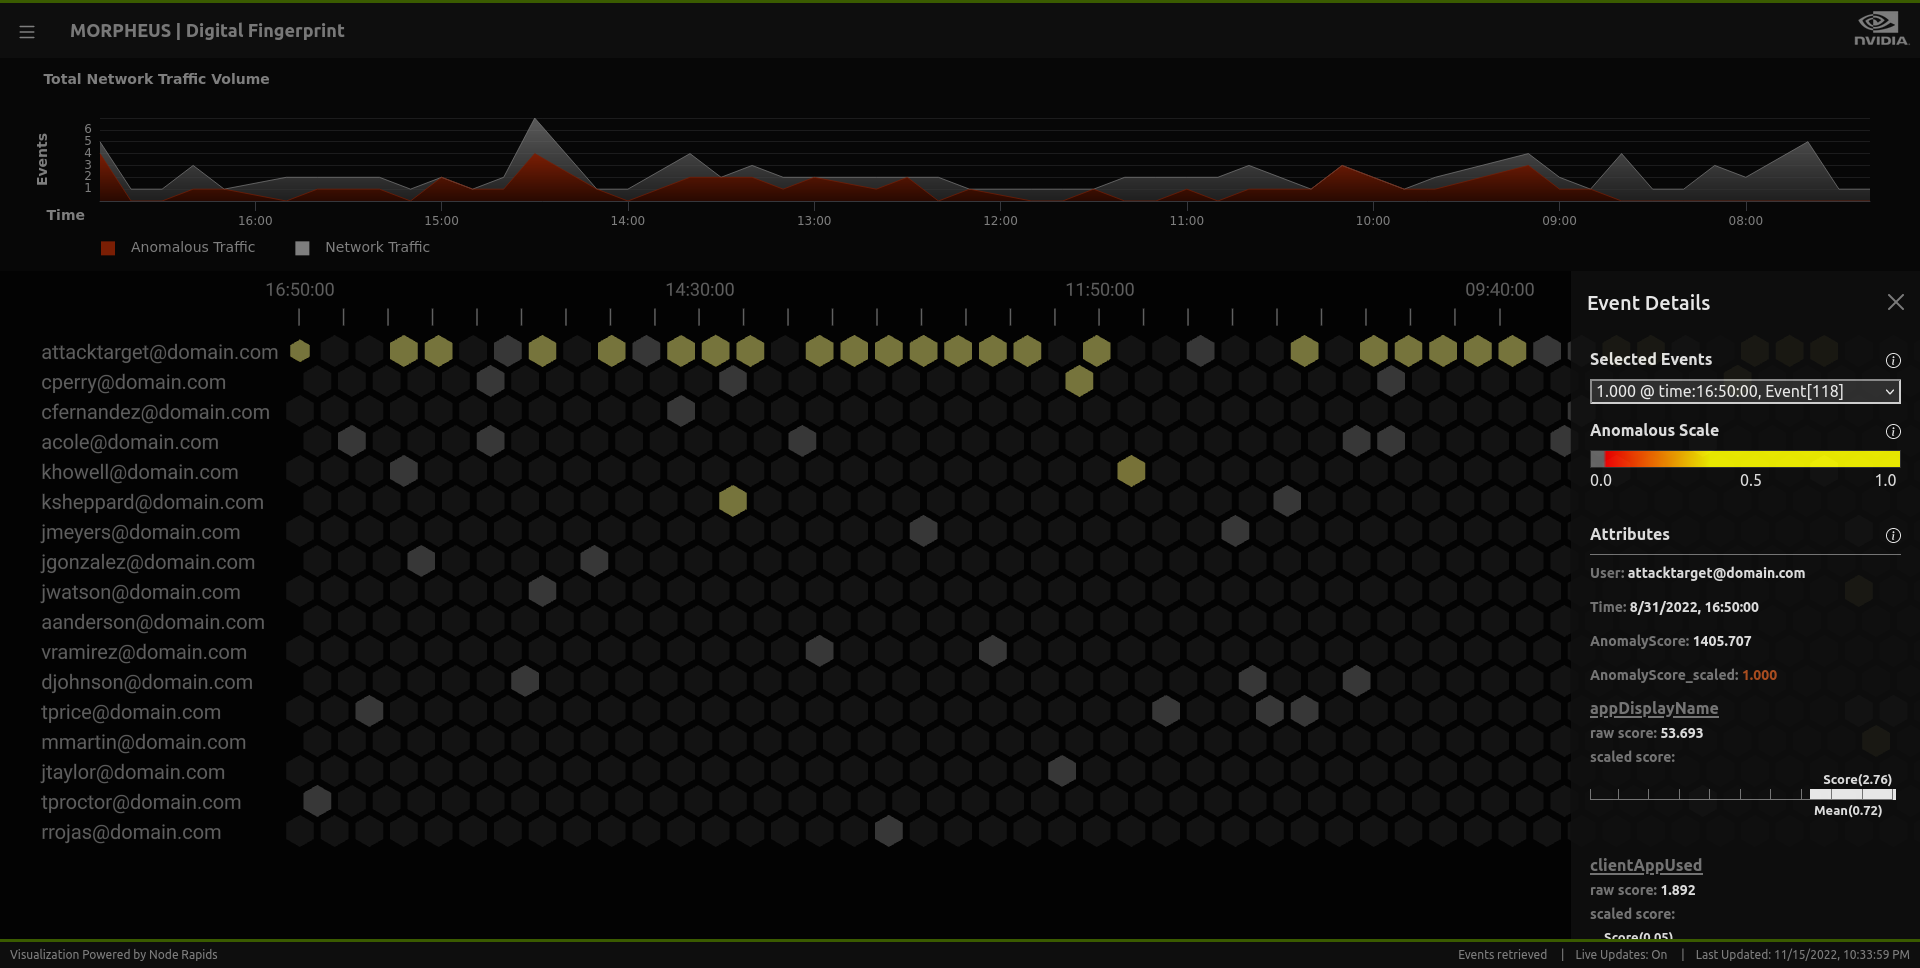 MORPHEUS | Digital Fingerprint
NVIDIA
Total Network Traffic Volume
Events
6
5
4
3
2
1
Time
16:00 15:00 14:00 13:00 12:00 11:00 10:00 09:00 08:00
Anomalous Traffic Network Traffic
16:50:00 14:30:00 11:50:00 09:40:00
attacktarget@domain.com
cperry@domain.com
cfernandez@domain.com
acole@domain.com
khowell@domain.com
ksheppard@domain.com
jmeyers@domain.com
jgonzalez@domain.com
jwatson@domain.com
aanderson@domain.com
vramirez@domain.com
djohnson@domain.com
tprice@domain.com
mmartin@domain.com
jtaylor@domain.com
tproctor@domain.com
rrojas@domain.com
Event Details
Selected Events
1.000 @ time:16:50:00, Event[118]
Anomalous Scale
0.0 0.5 1.0
Attributes
User: attacktarget@domain.com
Time: 8/31/2022, 16:50:00
AnomalyScore: 1405.707
AnomalyScore_scaled: 1.000
appDisplayName
raw score: 53.693
scaled score:
Score(2.76)
Mean(0.72)
clientAppUsed
raw score: 1.892
scaled score:
Score(0.05)
Visualization Powered by Node Rapids
Events retrieved | Live Updates: On | Last Updated: 11/15/2022, 10:33:59 PM